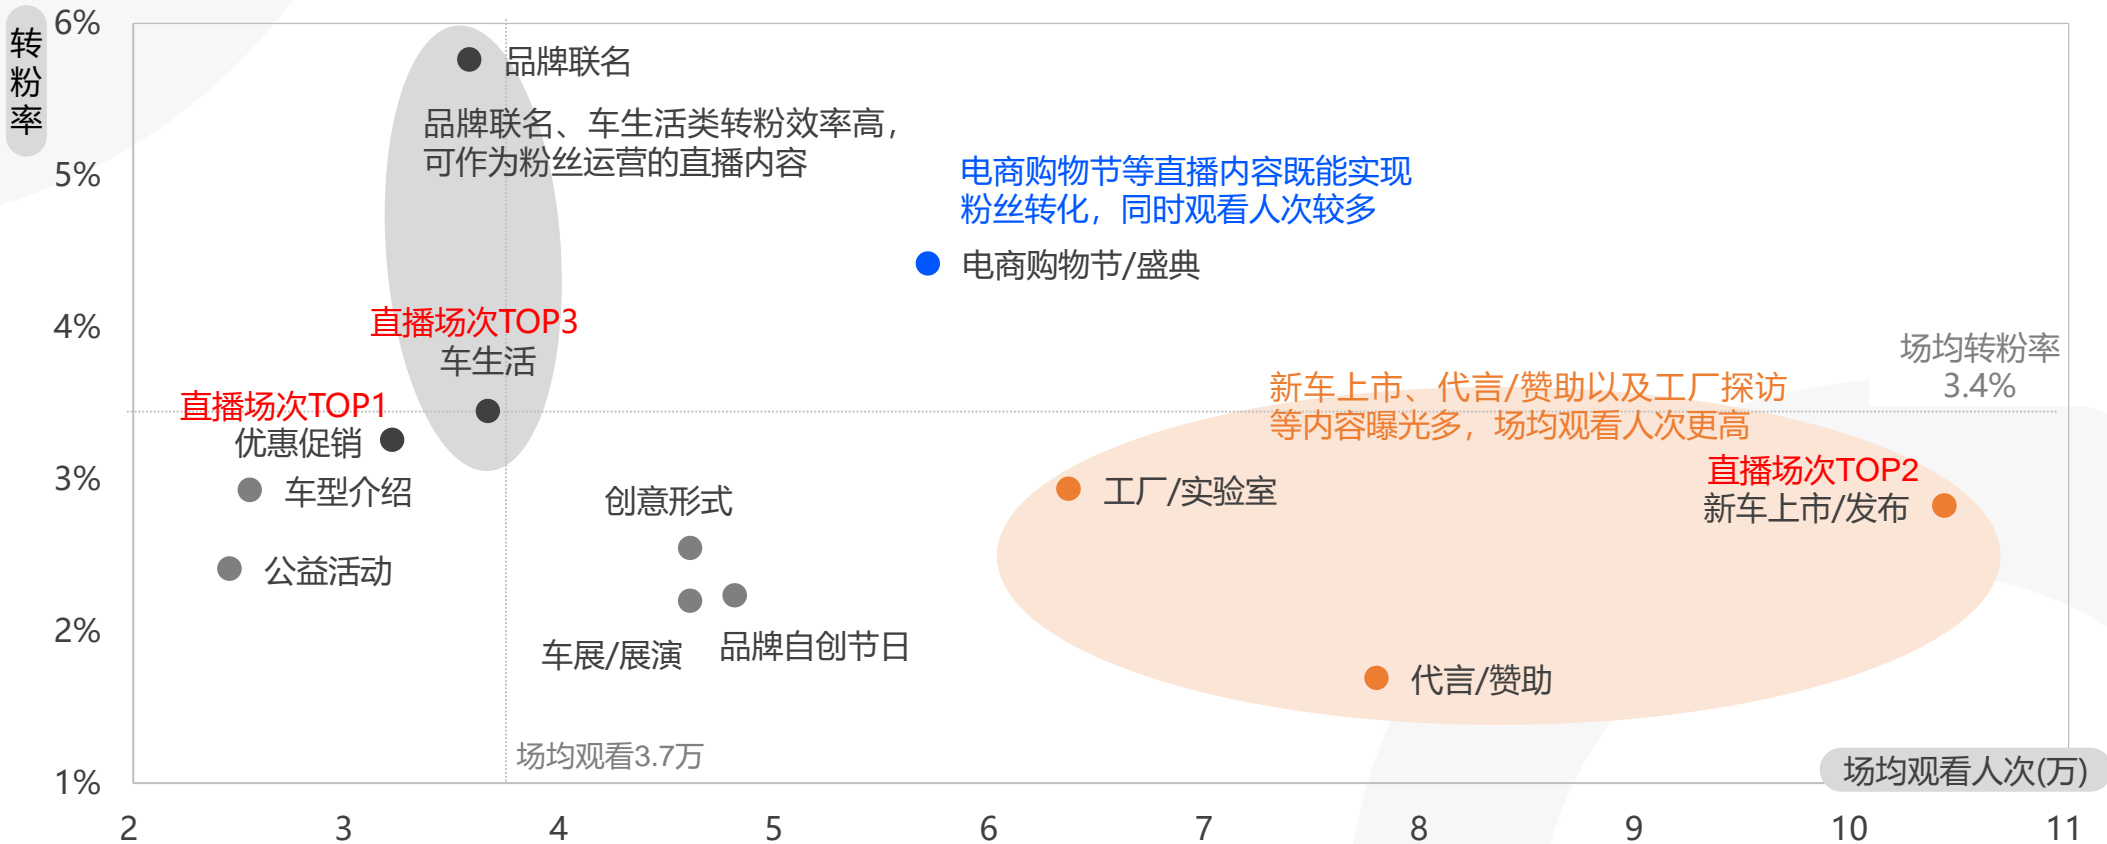 转粉率
6%
5%
4%
3%
2%
1%
品牌联名
品牌联名、车生活类转粉效率高，
可作为粉丝运营的直播内容
电商购物节等直播内容既能实现
粉丝转化，同时观看人次较多
电商购物节/盛典
直播场次TOP3
车生活
场均转粉率
3.4%
直播场次TOP1
优惠促销
新车上市、代言/赞助以及工厂探访
等内容曝光多，场均观看人次更高
车型介绍
创意形式
工厂/实验室
直播场次TOP2
新车上市/发布
公益活动
车展/展演
品牌自创节日
代言/赞助
场均观看3.7万
场均观看人次(万)
2 3 4 5 6 7 8 9 10 11